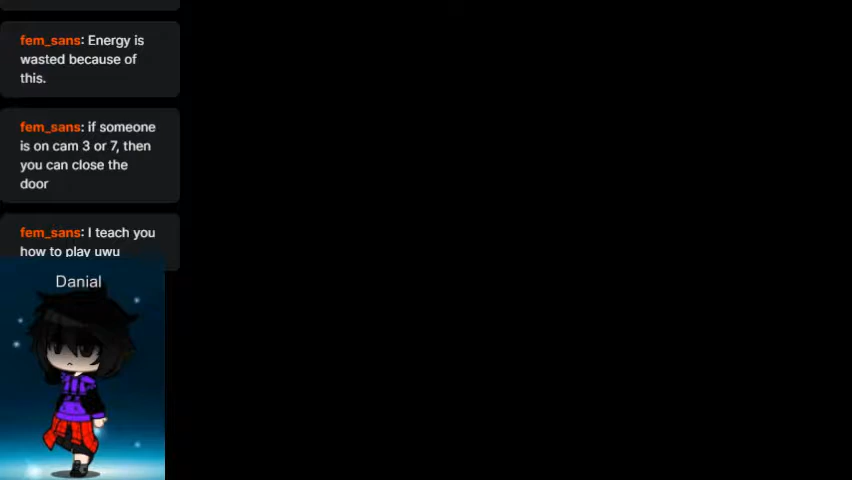 fem_sans: Energy is
wasted because of
this.
fem_sans: if someone
is on cam 3 or 7, then
you can close the
door
fem_sans: I teach you
how to play uwu
Danial